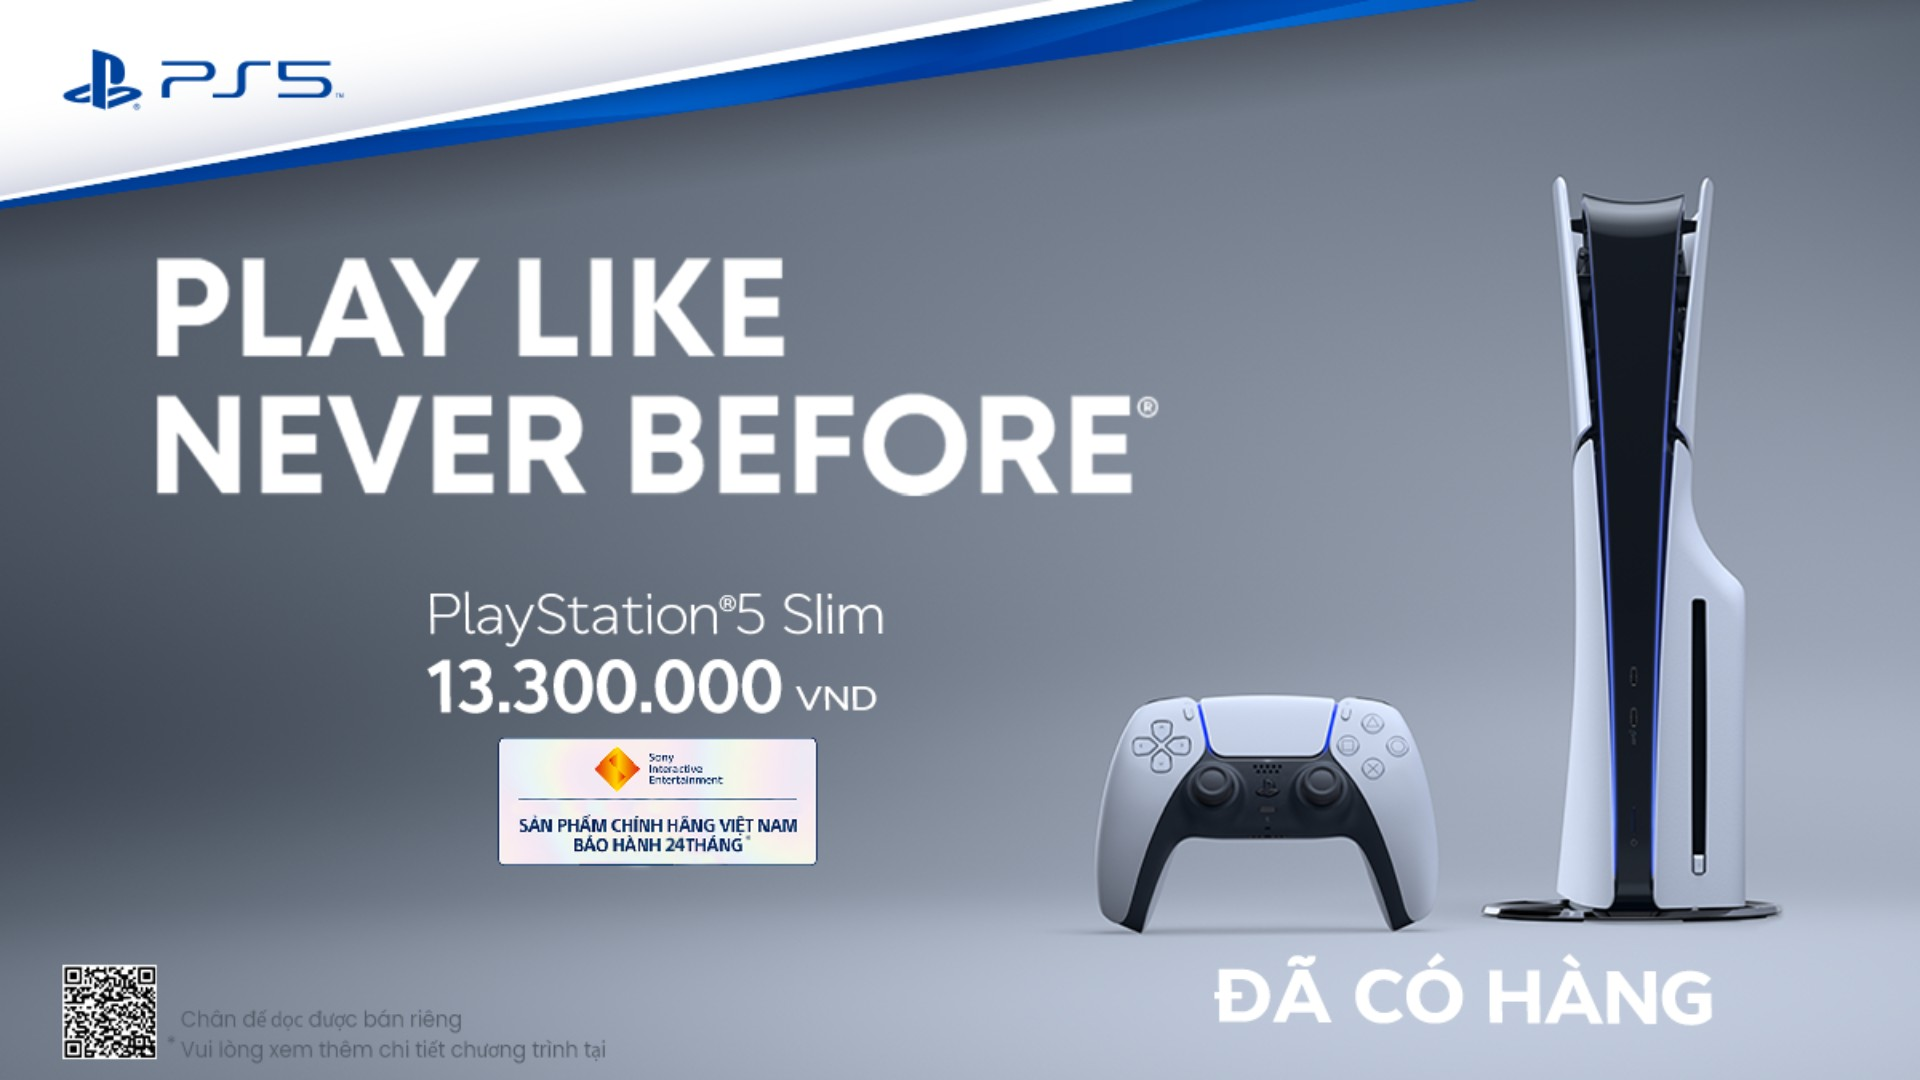 PS5™
PLAY LIKE
NEVER BEFORE®
PlayStation®5 Slim
13.300.000 VND
Sony
Interactive
Entertainment
SẢN PHẨM CHÍNH HÃNG VIỆT NAM
BẢO HÀNH 24THÁNG*
ĐÃ CÓ HÀNG
Chân đế dọc được bán riêng
* Vui lòng xem thêm chi tiết chương trình tại